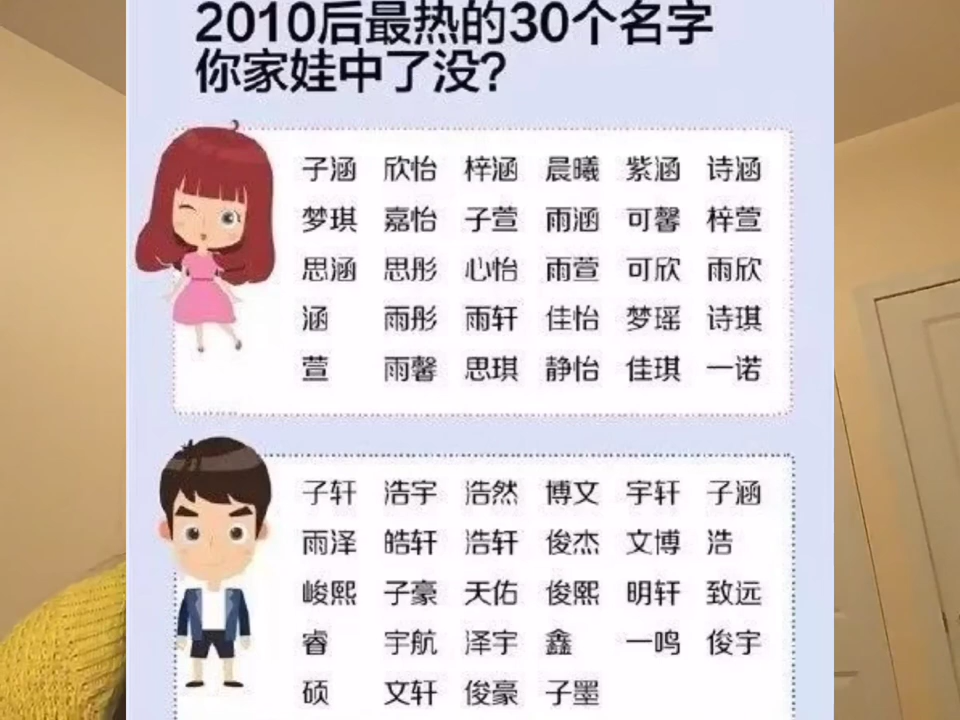 2010后最热的30个名字
你家娃中了没？
子涵 欣怡 梓涵 晨曦 紫涵 诗涵
梦琪 嘉怡 子萱 雨涵 可馨 梓萱
思涵 思彤 心怡 雨萱 可欣 雨欣
涵 雨彤 雨轩 佳怡 梦瑶 诗琪
萱 雨馨 思琪 静怡 佳琪 一诺
子轩 浩宇 浩然 博文 宇轩 子涵
雨泽 皓轩 浩轩 俊杰 文博 浩
峻熙 子豪 天佑 俊熙 明轩 致远
睿 宇航 泽宇 鑫 一鸣 俊宇
硕 文轩 俊豪 子墨